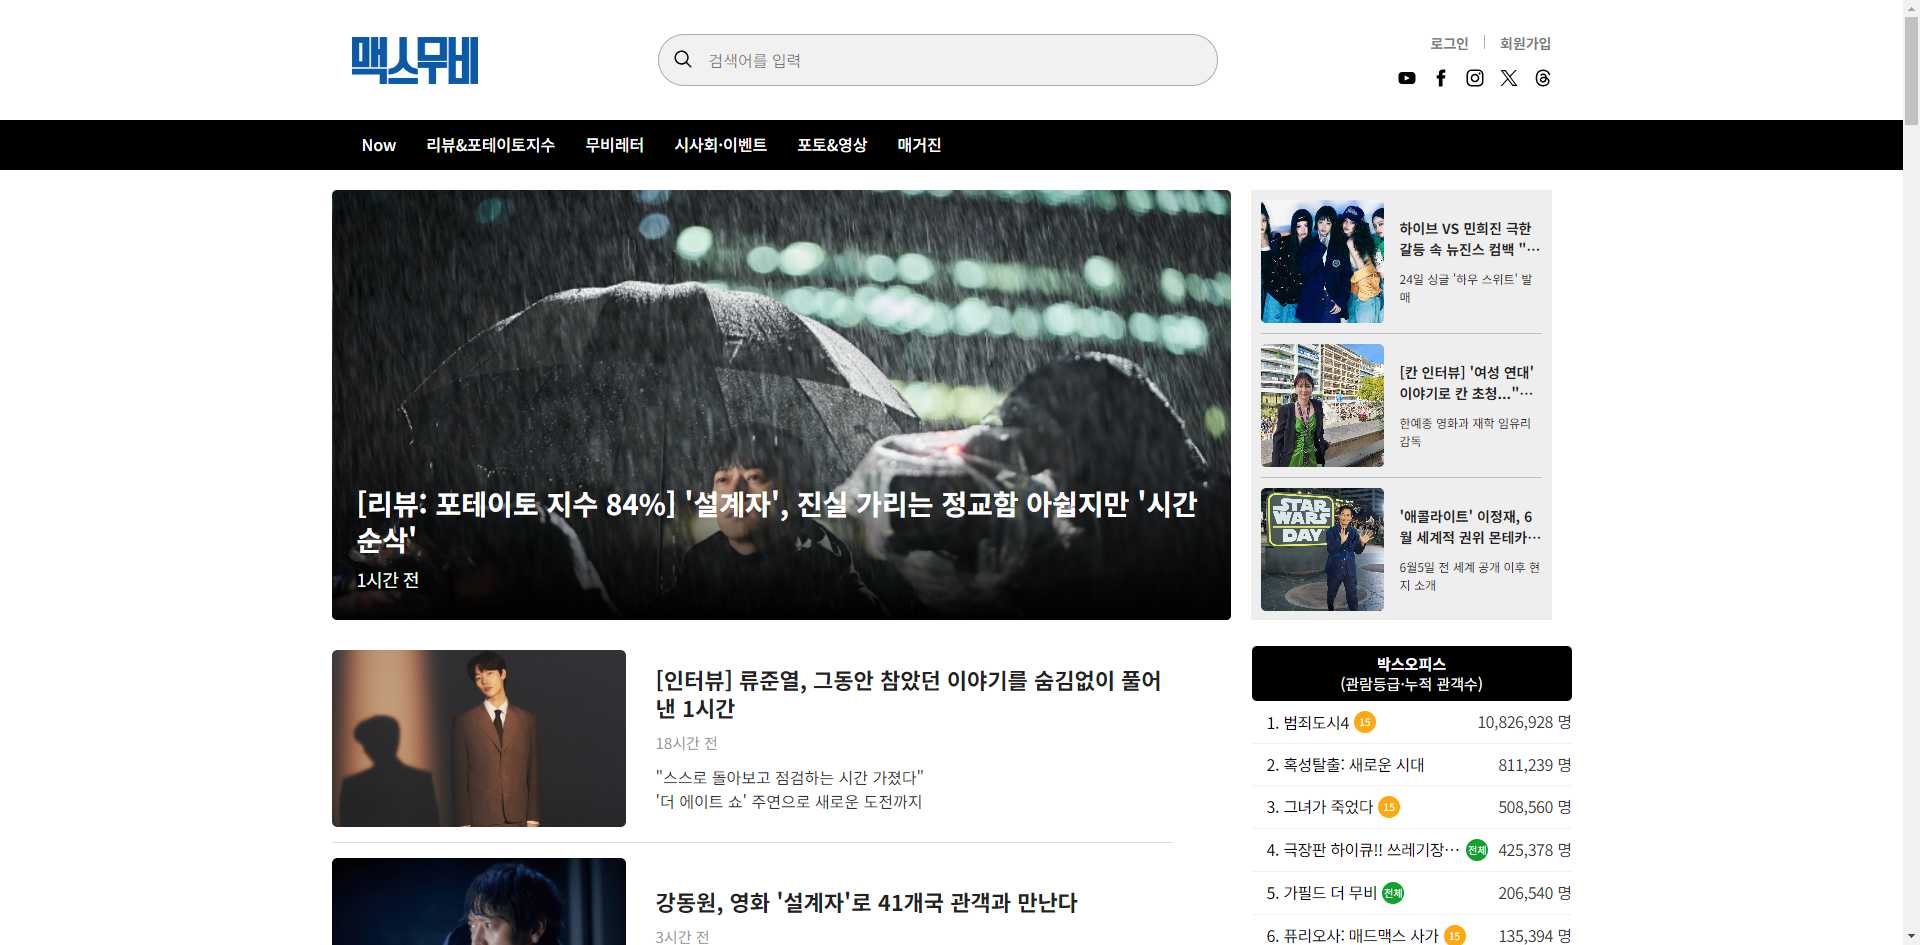 맥스무비
검색어를 입력
로그인
회원가입
Now
리뷰&포테이토지수
무비레터
시사회·이벤트
포토&영상
매거진
[리뷰: 포테이토 지수 84%] '설계자', 진실 가리는 정교함 아쉽지만 '시간
순삭'
1시간 전
하이브 VS 민희진 극한
갈등 속 뉴진스 컴백 "…
24일 싱글 '하우 스위트' 발
매
[칸 인터뷰] '여성 연대'
이야기로 칸 초청..."…
한예종 영화과 재학 임유리
감독
STAR
WARS
DAY
'애콜라이트' 이정재, 6
월 세계적 권위 몬테카…
6월5일 전 세계 공개 이후 현
지 소개
[인터뷰] 류준열, 그동안 참았던 이야기를 숨김없이 풀어
낸 1시간
18시간 전
"스스로 돌아보고 점검하는 시간 가졌다"
'더 에이트 쇼' 주연으로 새로운 도전까지
강동원, 영화 '설계자'로 41개국 관객과 만난다
3시간 전
박스오피스
(관람등급·누적 관객수)
1. 범죄도시4 15 10,826,928 명
2. 혹성탈출: 새로운 시대 811,239 명
3. 그녀가 죽었다 15 508,560 명
4. 극장판 하이큐!! 쓰레기장… 전체 425,378 명
5. 가필드 더 무비 전체 206,540 명
6. 퓨리오사: 매드맥스 사가 15 135,394 명